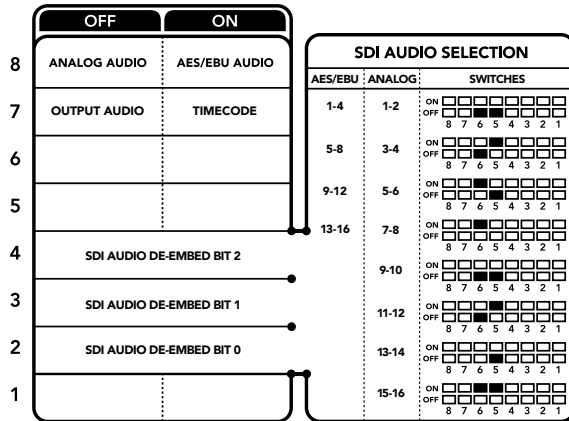 OFF ON
8 ANALOG AUDIO AES/EBU AUDIO
7 OUTPUT AUDIO TIMECODE
6
5
4 SDI AUDIO DE-EMBED BIT 2
3 SDI AUDIO DE-EMBED BIT 1
2 SDI AUDIO DE-EMBED BIT 0
1
SDI AUDIO SELECTION
AES/EBU ANALOG SWITCHES
1-4 1-2 ON
OFF
8 7 6 5 4 3 2 1
5-8 3-4 ON
OFF
8 7 6 5 4 3 2 1
9-12 5-6 ON
OFF
8 7 6 5 4 3 2 1
13-16 7-8 ON
OFF
8 7 6 5 4 3 2 1
9-10 ON
OFF
8 7 6 5 4 3 2 1
11-12 ON
OFF
8 7 6 5 4 3 2 1
13-14 ON
OFF
8 7 6 5 4 3 2 1
15-16 ON
OFF
8 7 6 5 4 3 2 1